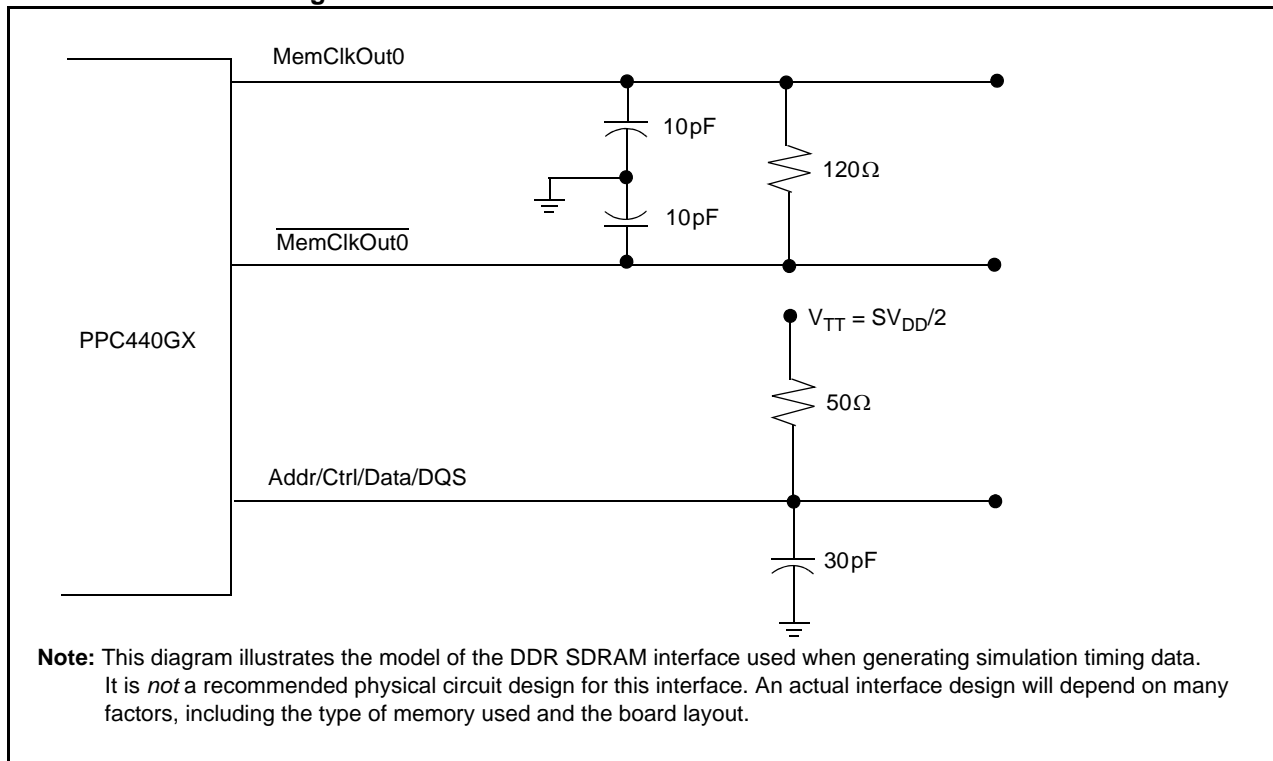 MemClkOut0
10pF
120Ω
10pF
MemClkOut0
V_TT = SV_DD/2
PPC440GX
50Ω
Addr/Ctrl/Data/DQS
30pF
Note: This diagram illustrates the model of the DDR SDRAM interface used when generating simulation timing data.
It is not a recommended physical circuit design for this interface. An actual interface design will depend on many
factors, including the type of memory used and the board layout.